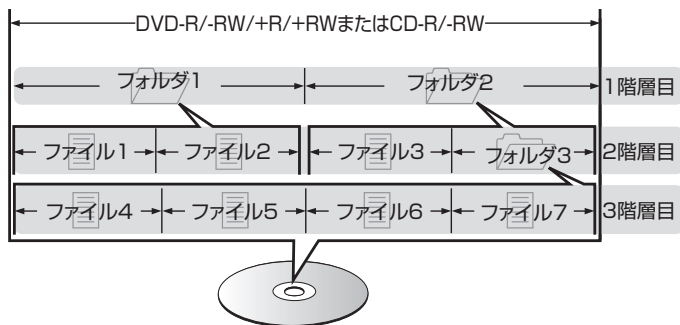 DVD-R/-RW/+R/+RWまたはCD-R/-RW
フォルダ1 フォルダ2 1階層目
ファイル1 ファイル2 ファイル3 フォルダ3 2階層目
ファイル4 ファイル5 ファイル6 ファイル7 3階層目